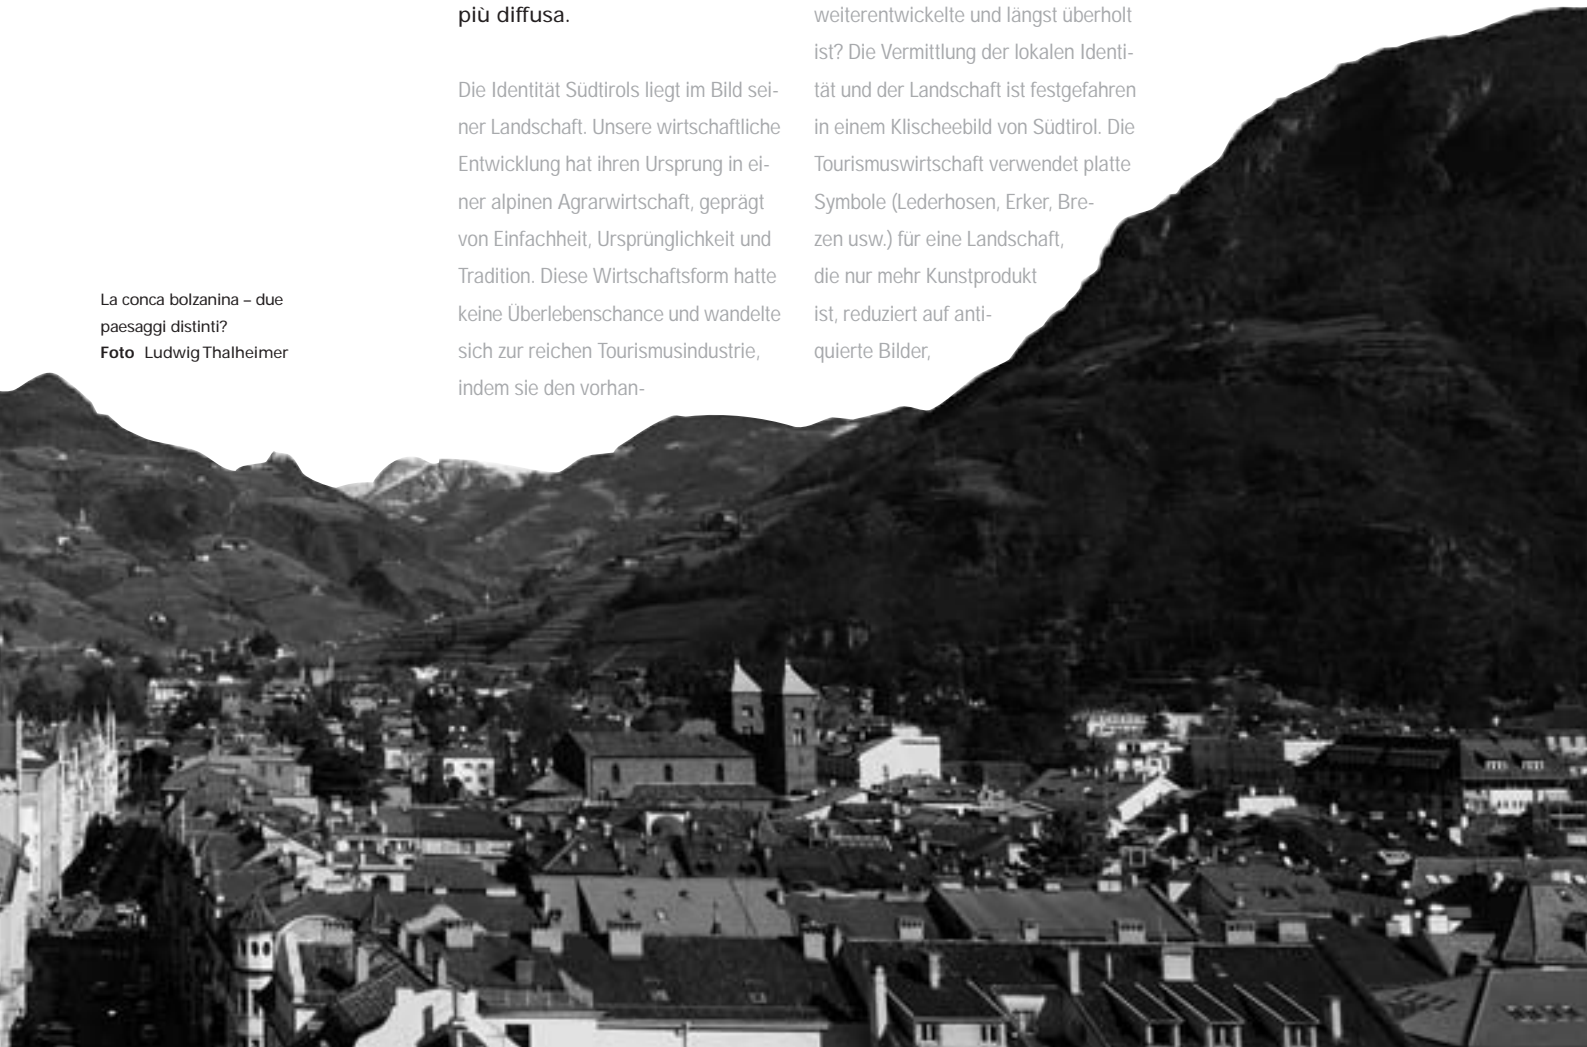 più diffusa.
Die Identität Südtirols liegt im Bild sei-
ner Landschaft. Unsere wirtschaftliche
Entwicklung hat ihren Ursprung in ei-
ner alpinen Agrarwirtschaft, geprägt
von Einfachheit, Ursprünglichkeit und
Tradition. Diese Wirtschaftsform hatte
keine Überlebenschance und wandelte
sich zur reichen Tourismusindustrie,
indem sie den vorhan-
weiterentwickelte und längst überholt
ist? Die Vermittlung der lokalen Identi-
tät und der Landschaft ist festgefahren
in einem Klischeebild von Südtirol. Die
Tourismuswirtschaft verwendet platte
Symbole (Lederhosen, Erker, Bre-
zen usw.) für eine Landschaft,
die nur mehr Kunstprodukt
ist, reduziert auf anti-
quierte Bilder,
La conca bolzanina – due
paesaggi distinti?
Foto Ludwig Thalheimer